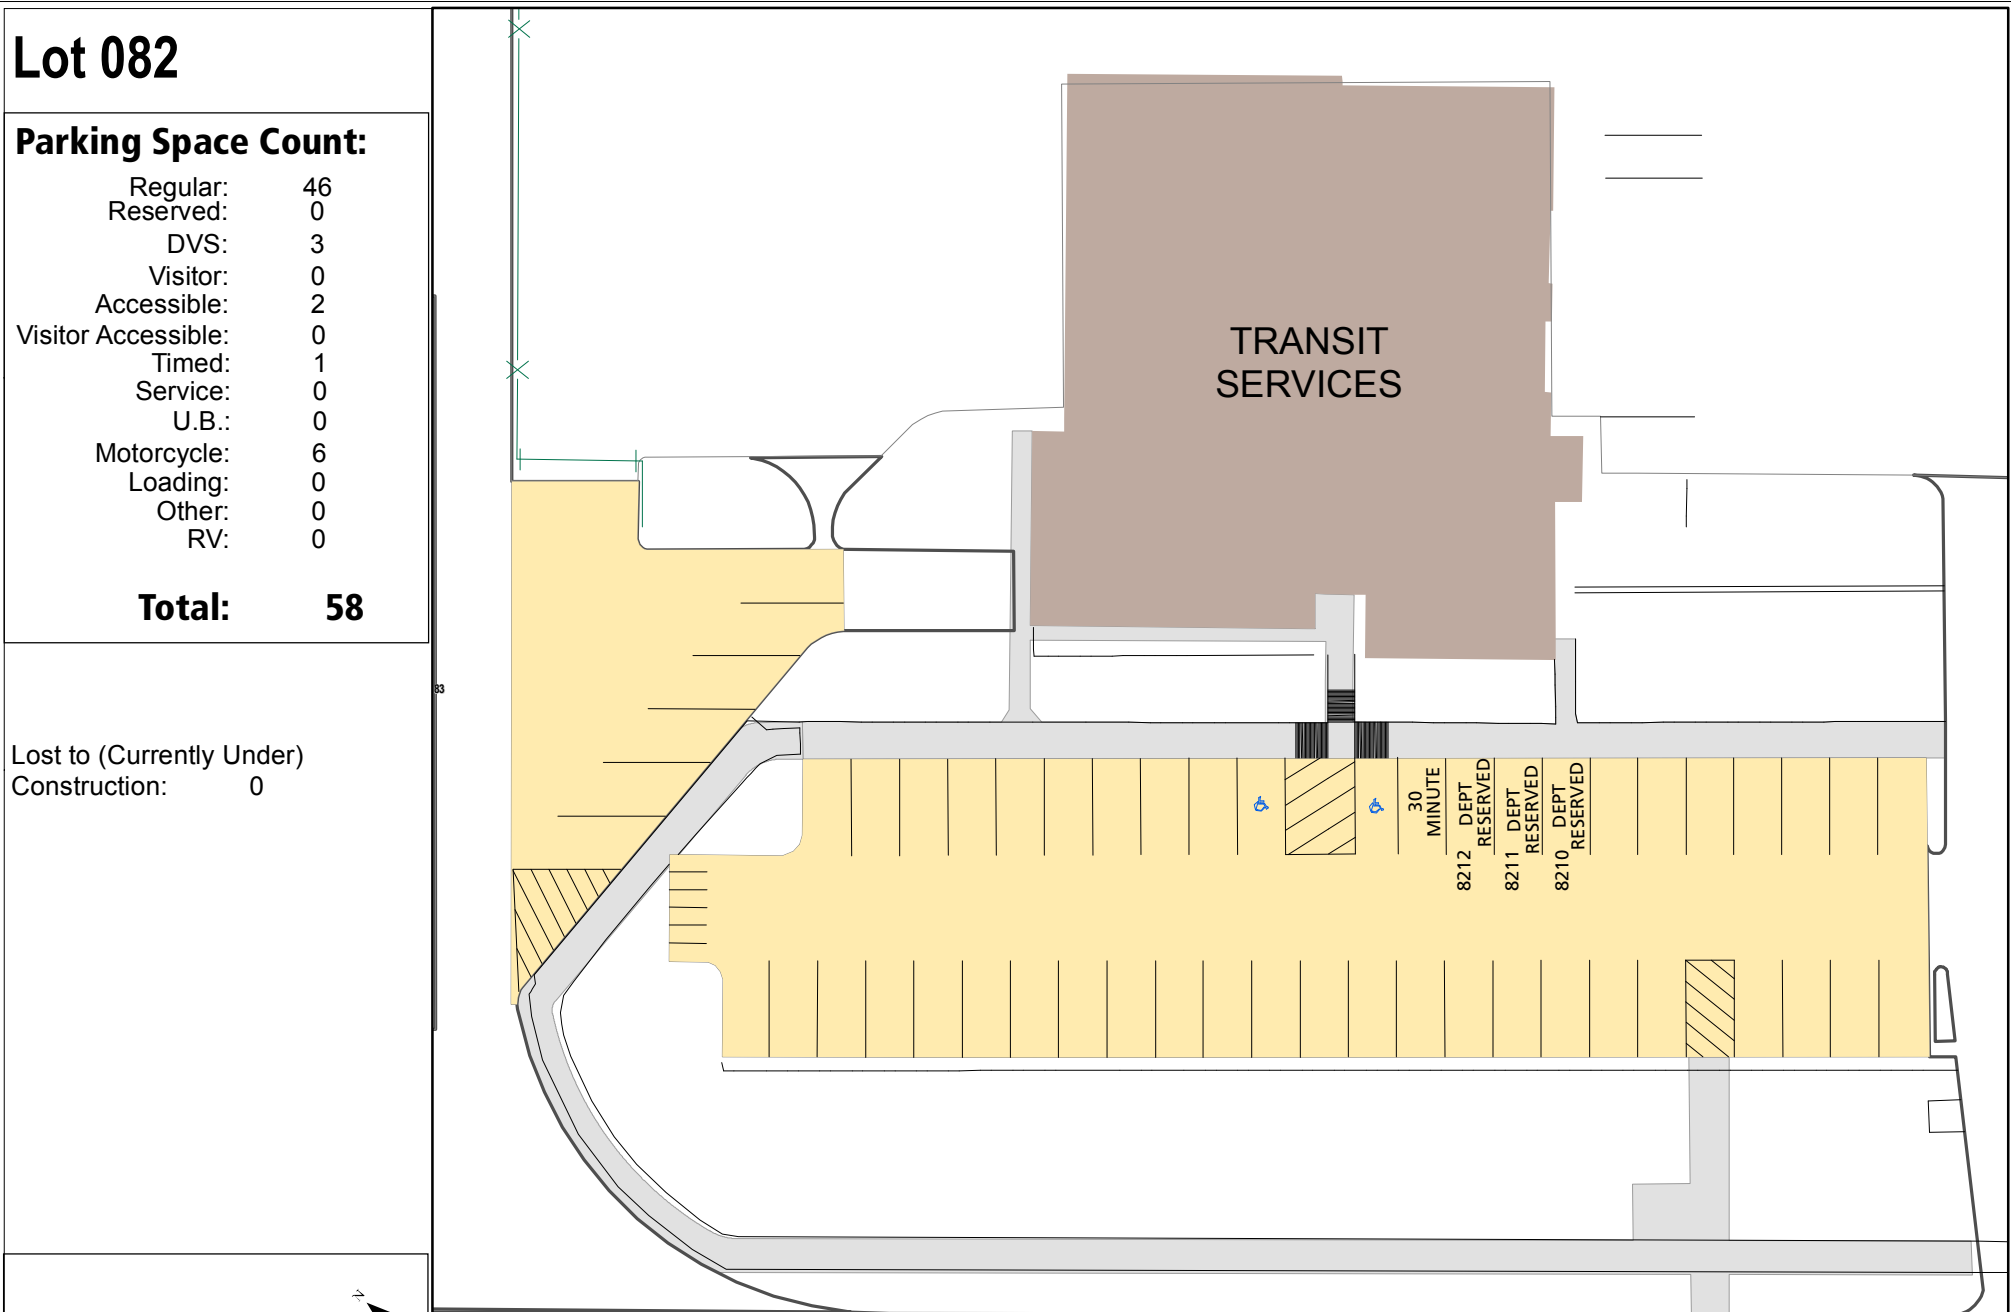 Lot 082
Parking Space Count:
Regular: 46
Reserved: 0
DVS: 3
Visitor: 0
Accessible: 2
Visitor Accessible: 0
Timed: 1
Service: 0
U.B.: 0
Motorcycle: 6
Loading: 0
Other: 0
RV: 0
Total: 58
Lost to (Currently Under)
Construction: 0
N
83
TRANSIT
SERVICES
30
MINUTE
8212 DEPT
RESERVED
8211 DEPT
RESERVED
8210 DEPT
RESERVED